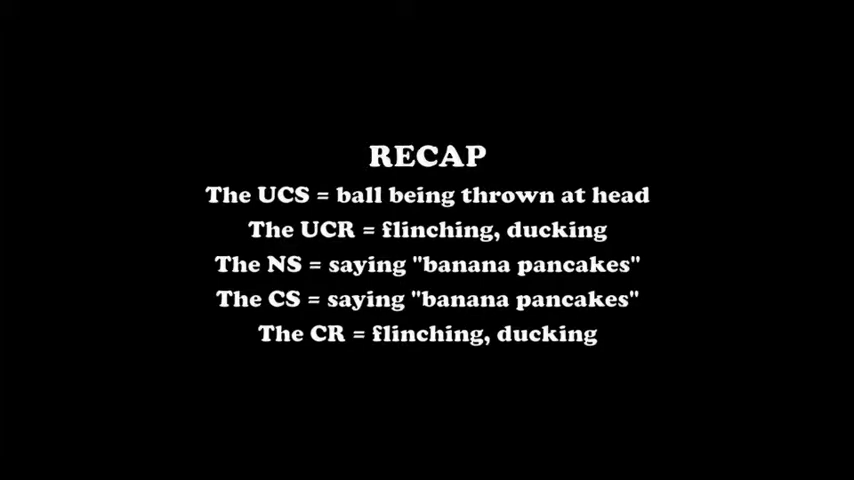 RECAP
The UCS = ball being thrown at head
The UCR = flinching, ducking
The NS = saying "banana pancakes"
The CS = saying "banana pancakes"
The CR = flinching, ducking